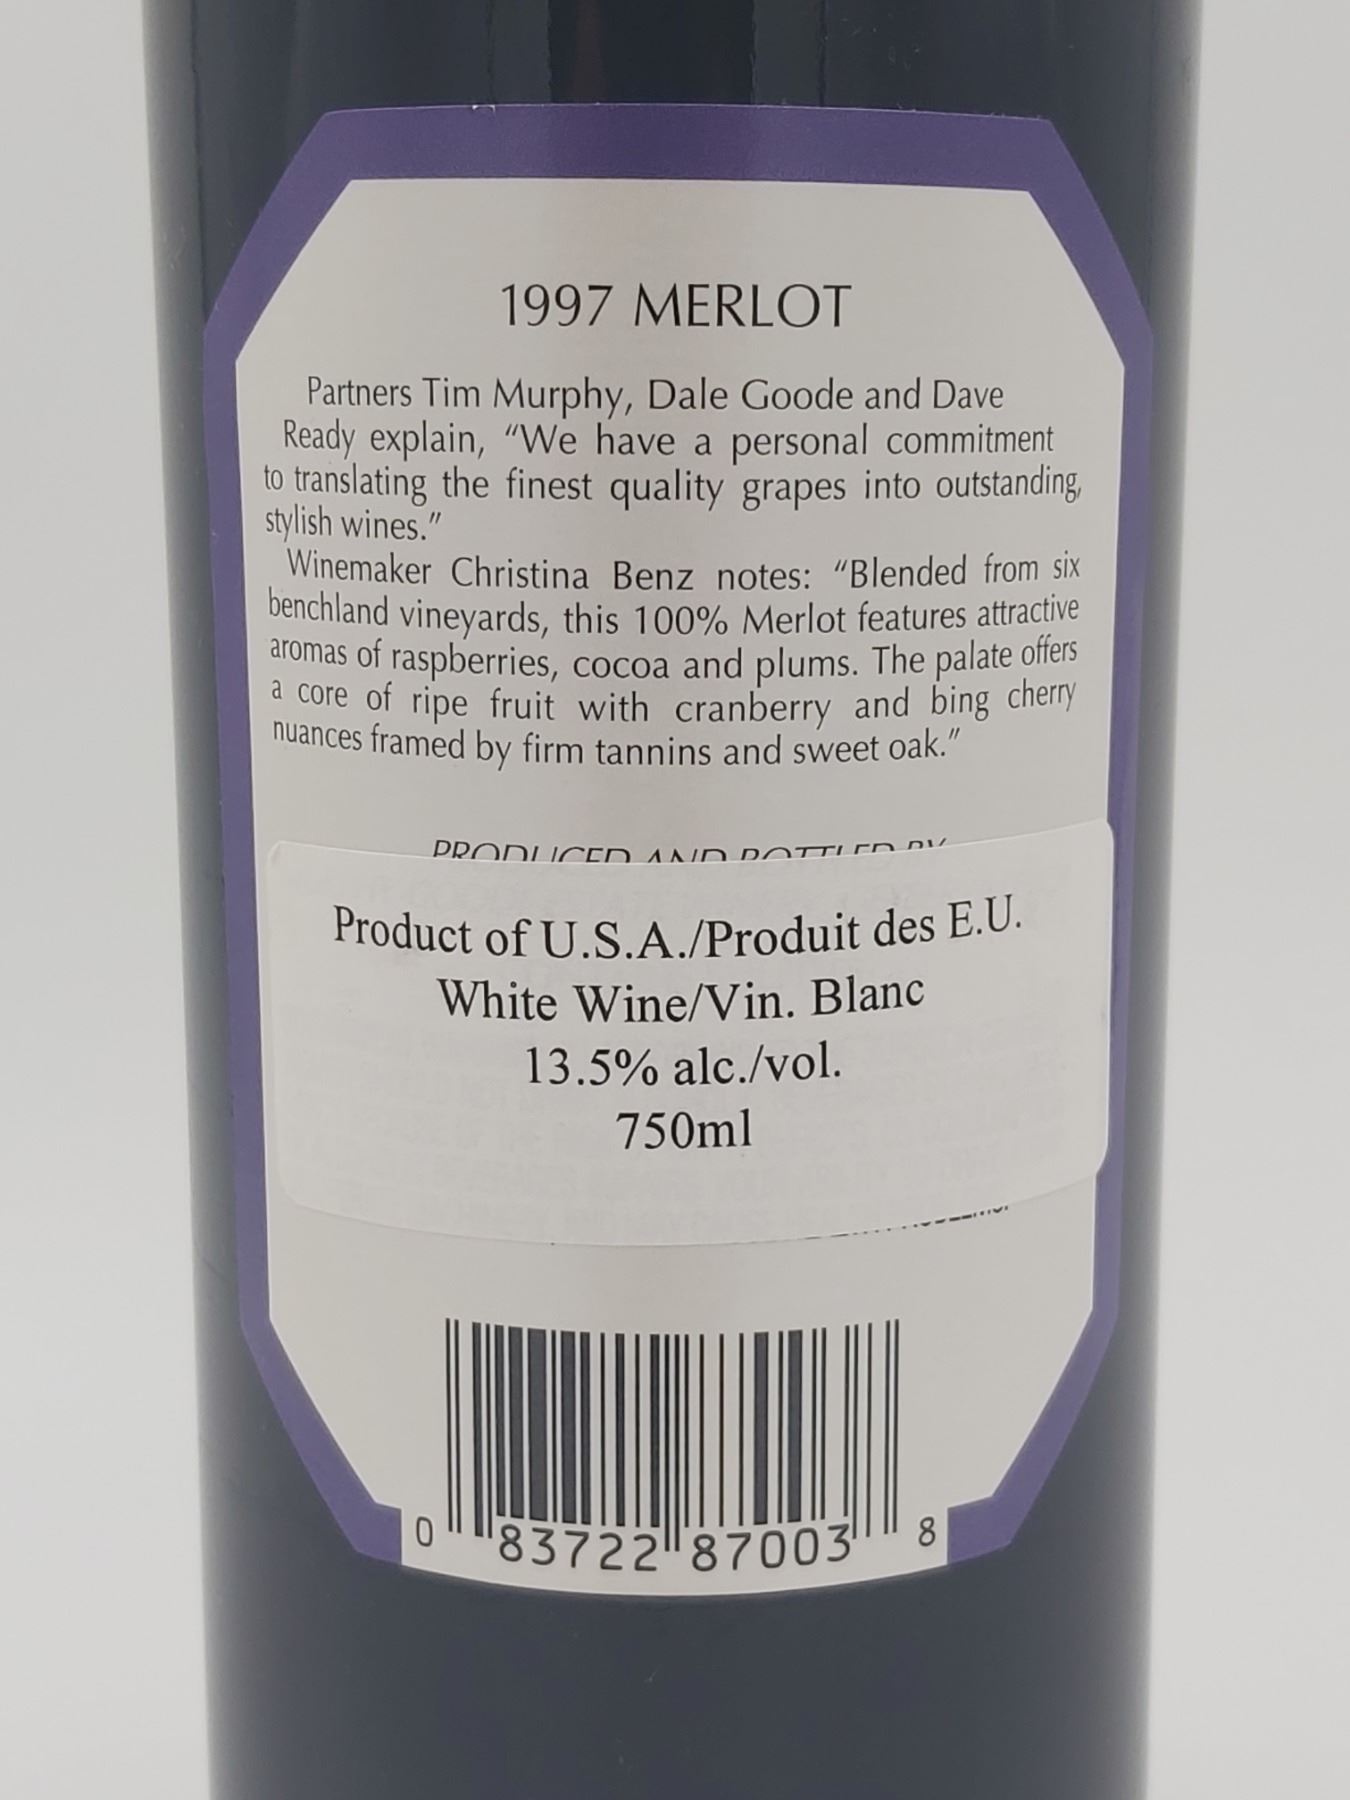 1997 MERLOT
Partners Tim Murphy, Dale Goode and Dave
Ready explain, “We have a personal commitment
to translating the finest quality grapes into outstanding,
stylish wines.”
Winemaker Christina Benz notes: “Blended from six
benchland vineyards, this 100% Merlot features attractive
aromas of raspberries, cocoa and plums. The palate offers
a core of ripe fruit with cranberry and bing cherry
nuances framed by firm tannins and sweet oak.”
PRODUCED AND BOTTLED BY
Product of U.S.A./Produit des E.U.
White Wine/Vin. Blanc
13.5% alc./vol.
750ml
0 83722 87003 8